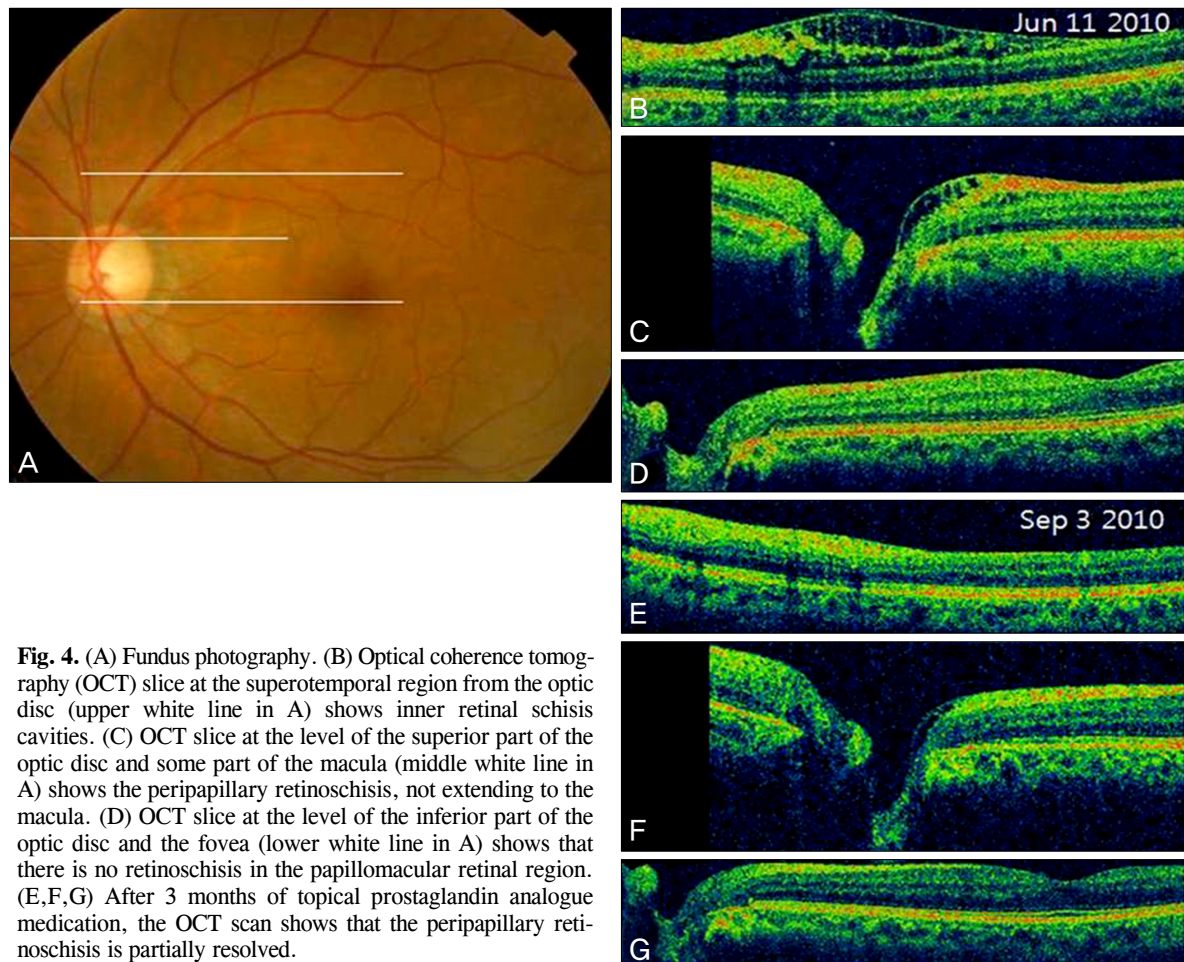 A
Jun 11 2010
B
C
D
Sep 3 2010
E
F
G
Fig. 4. (A) Fundus photography. (B) Optical coherence tomog-
raphy (OCT) slice at the superotemporal region from the optic
disc (upper white line in A) shows inner retinal schisis
cavities. (C) OCT slice at the level of the superior part of the
optic disc and some part of the macula (middle white line in
A) shows the peripapillary retinoschisis, not extending to the
macula. (D) OCT slice at the level of the inferior part of the
optic disc and the fovea (lower white line in A) shows that
there is no retinoschisis in the papillomacular retinal region.
(E,F,G) After 3 months of topical prostaglandin analogue
medication, the OCT scan shows that the peripapillary reti-
noschisis is partially resolved.